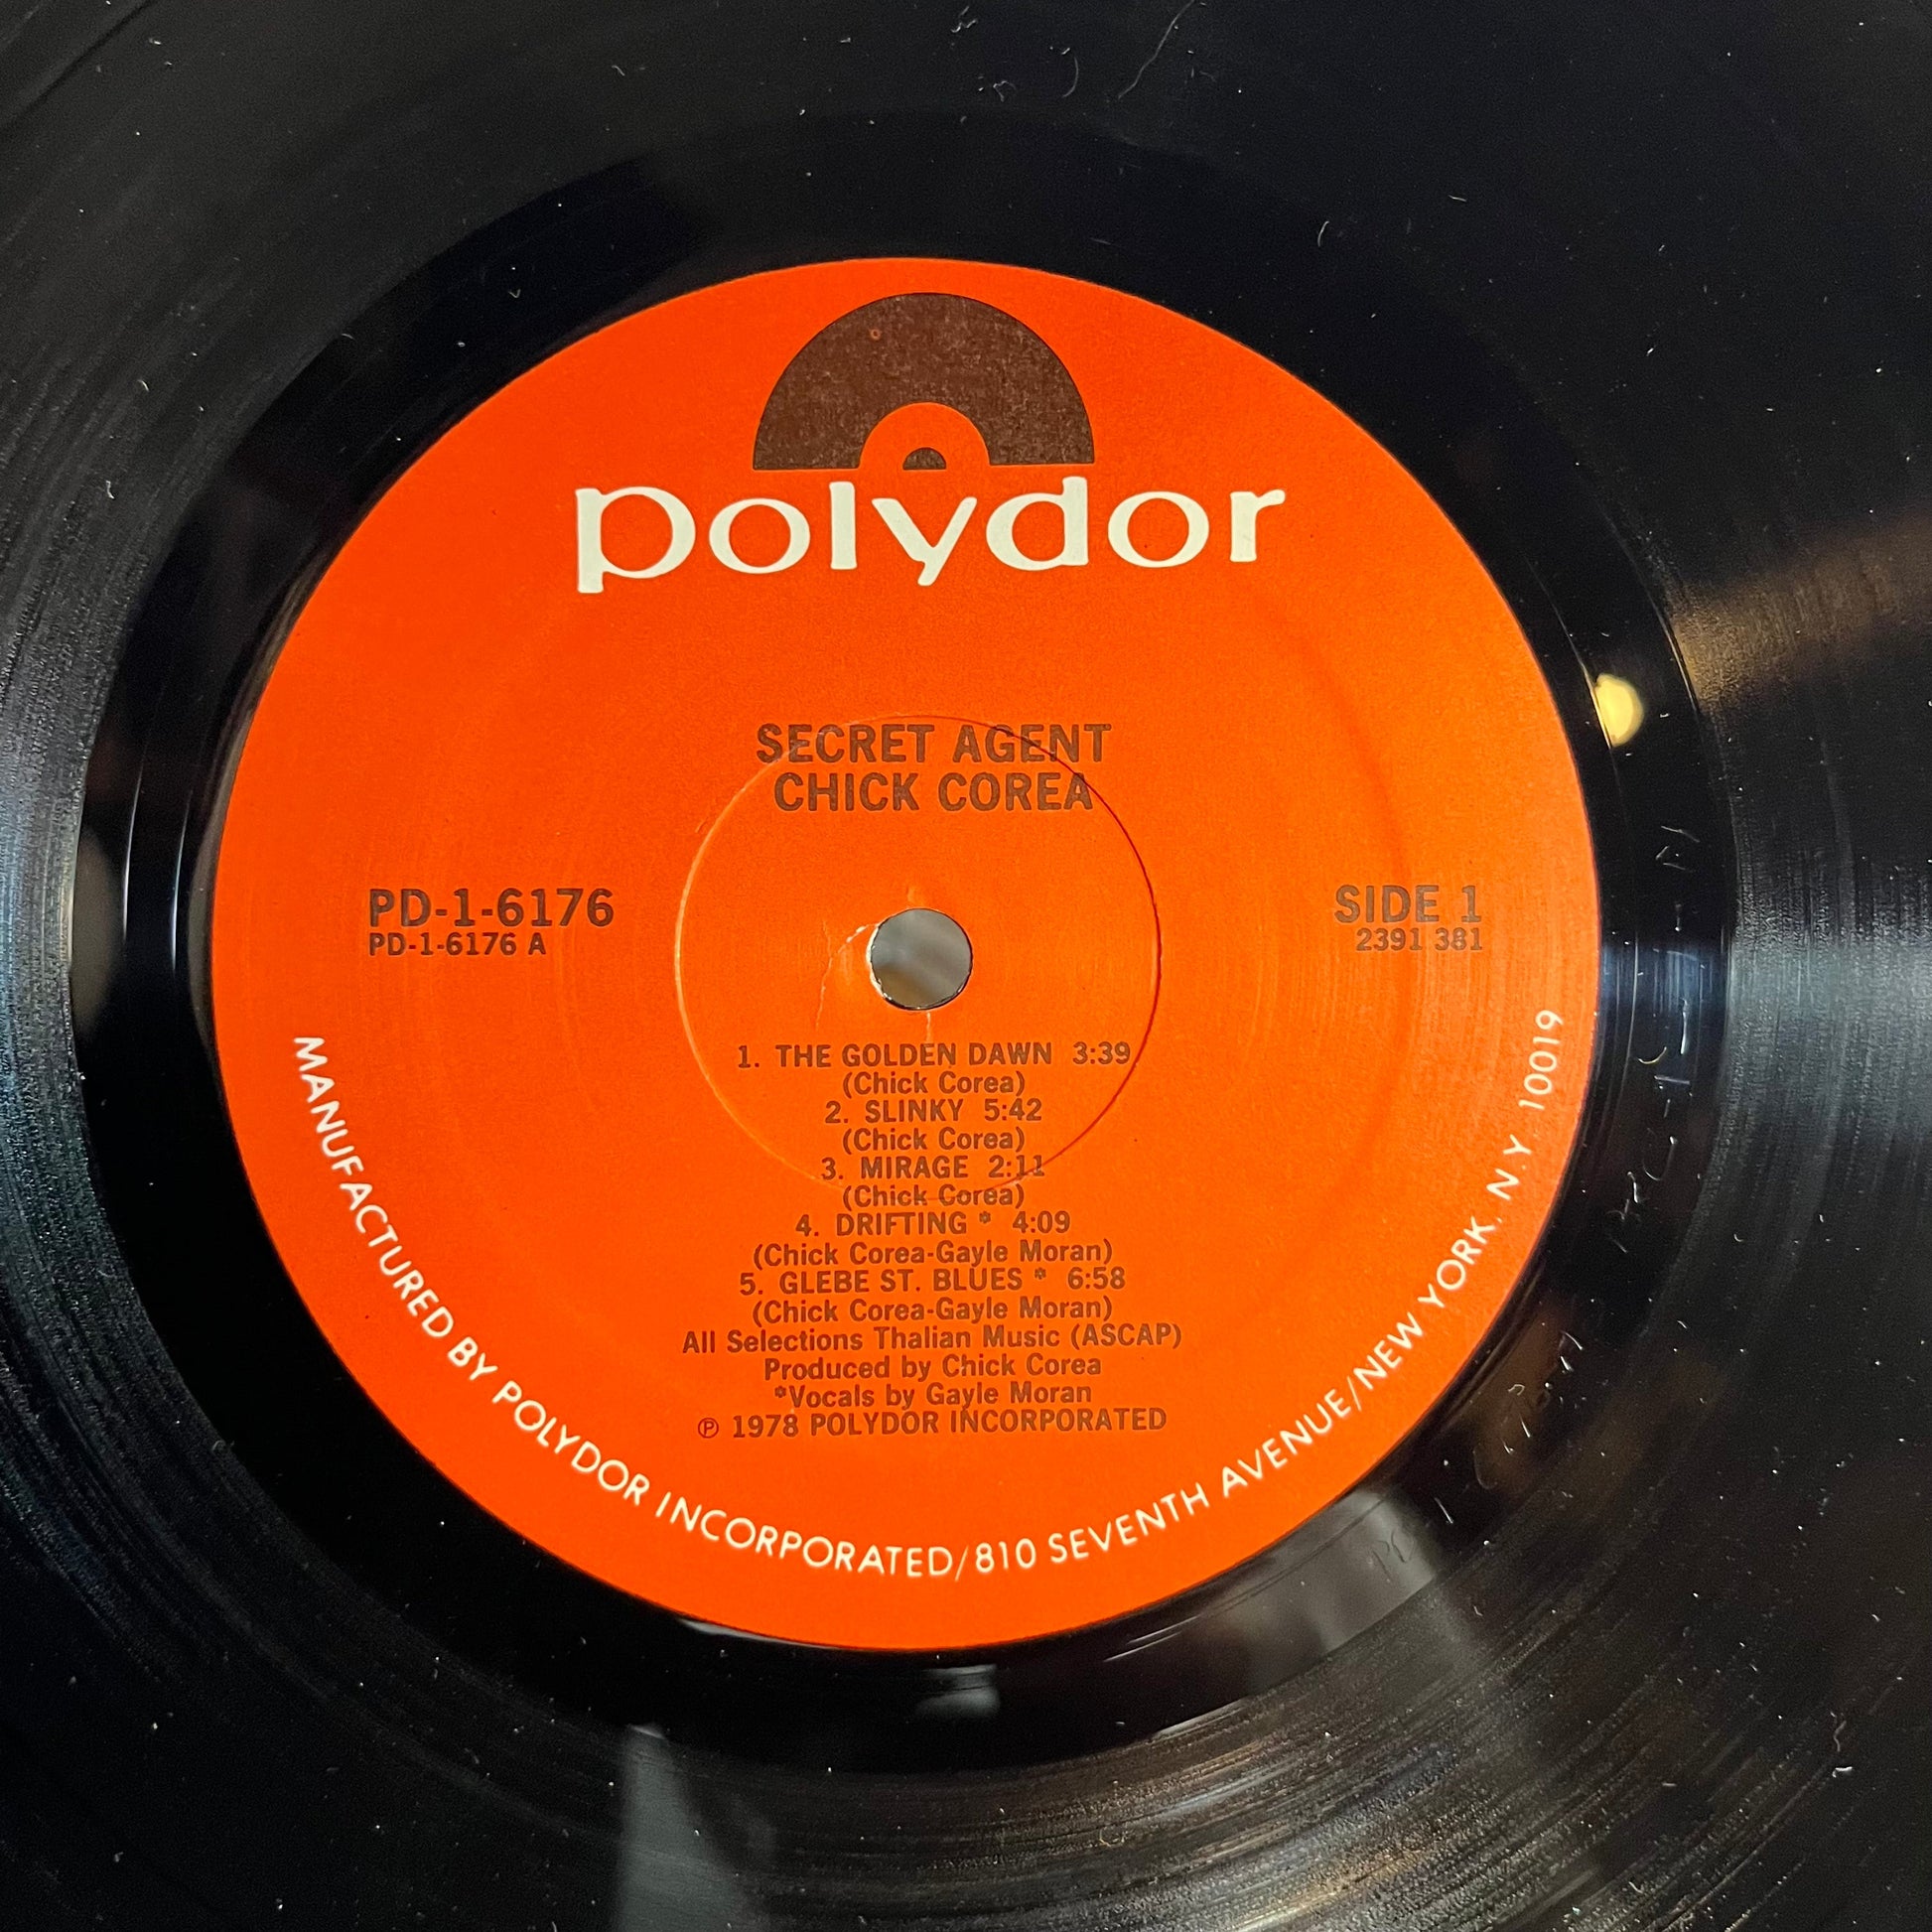 polydor
SECRET AGENT
CHICK COREA
PD-1-6176
PD-1-6176 A
SIDE 1
2391 381
1. THE GOLDEN DAWN 3:39
(Chick Corea)
2. SLINKY 5:42
(Chick Corea)
3. MIRAGE 2:11
(Chick Corea)
4. DRIFTING * 4:09
(Chick Corea-Gayle Moran)
5. GLEBE ST. BLUES * 6:58
(Chick Corea-Gayle Moran)
All Selections Thalian Music (ASCAP)
Produced by Chick Corea
*Vocals by Gayle Moran
℗ 1978 POLYDOR INCORPORATED
MANUFACTURED BY POLYDOR INCORPORATED/810 SEVENTH AVENUE/NEW YORK, N.Y 10019